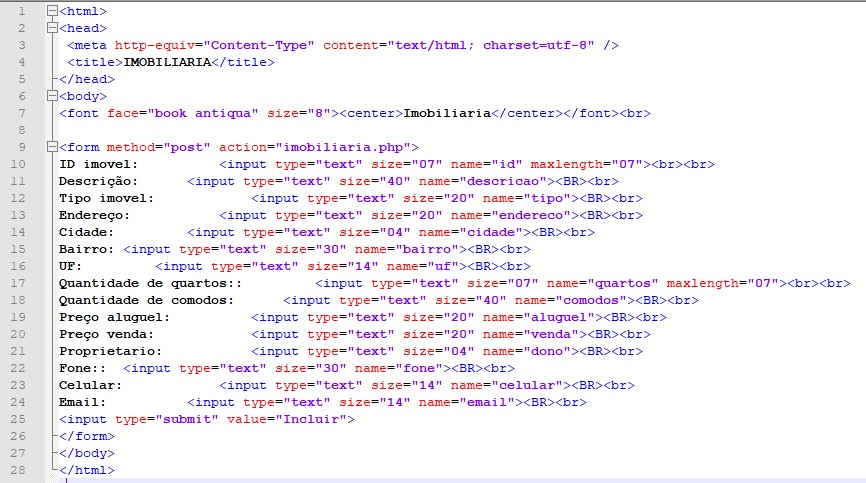 1 <html>
2 <head>
3 <meta http-equiv="Content-Type" content="text/html; charset=utf-8" />
4 <title>IMOBILIARIA</title>
5 </head>
6 <body>
7 <font face="book antiqua" size="8"><center>Imobiliaria</center></font><br>
8
9 <form method="post" action="imobiliaria.php">
10 ID imovel: <input type="text" size="07" name="id" maxlength="07"><br><br>
11 Descrição: <input type="text" size="40" name="descricao"><BR><br>
12 Tipo imovel: <input type="text" size="20" name="tipo"><BR><br>
13 Endereço: <input type="text" size="20" name="endereco"><BR><br>
14 Cidade: <input type="text" size="04" name="cidade"><BR><br>
15 Bairro: <input type="text" size="30" name="bairro"><BR><br>
16 UF: <input type="text" size="14" name="uf"><BR><br>
17 Quantidade de quartos:: <input type="text" size="07" name="quartos" maxlength="07"><br><br>
18 Quantidade de comodos: <input type="text" size="40" name="comodos"><BR><br>
19 Preço aluguel: <input type="text" size="20" name="aluguel"><BR><br>
20 Preço venda: <input type="text" size="20" name="venda"><BR><br>
21 Proprietario: <input type="text" size="04" name="dono"><BR><br>
22 Fone:: <input type="text" size="30" name="fone"><BR><br>
23 Celular: <input type="text" size="14" name="celular"><BR><br>
24 Email: <input type="text" size="14" name="email"><BR><br>
25 <input type="submit" value="Incluir">
26 </form>
27 </body>
28 </html>